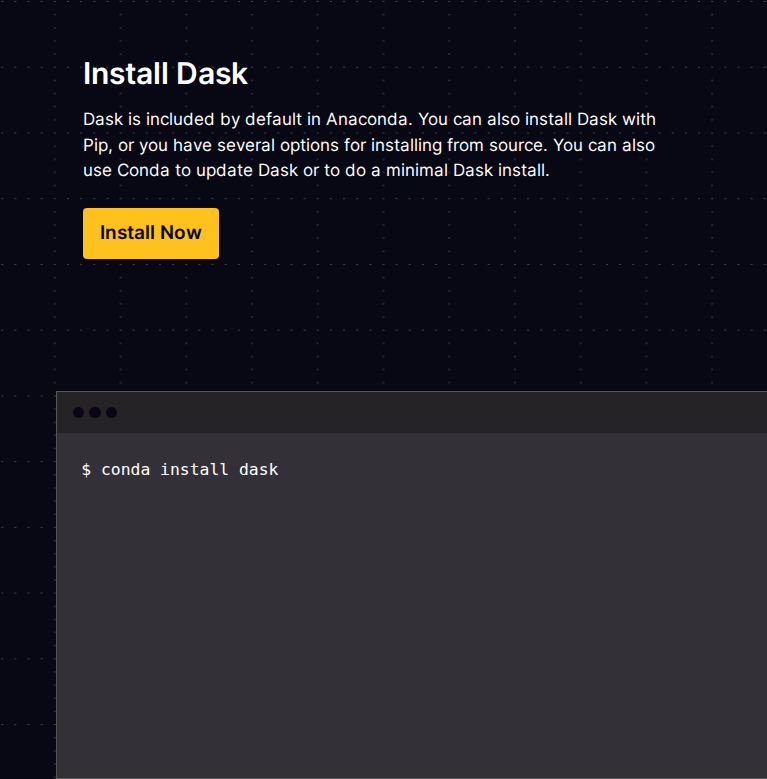 Install Dask
Dask is included by default in Anaconda. You can also install Dask with
Pip, or you have several options for installing from source. You can also
use Conda to update Dask or to do a minimal Dask install.
Install Now
$ conda install dask